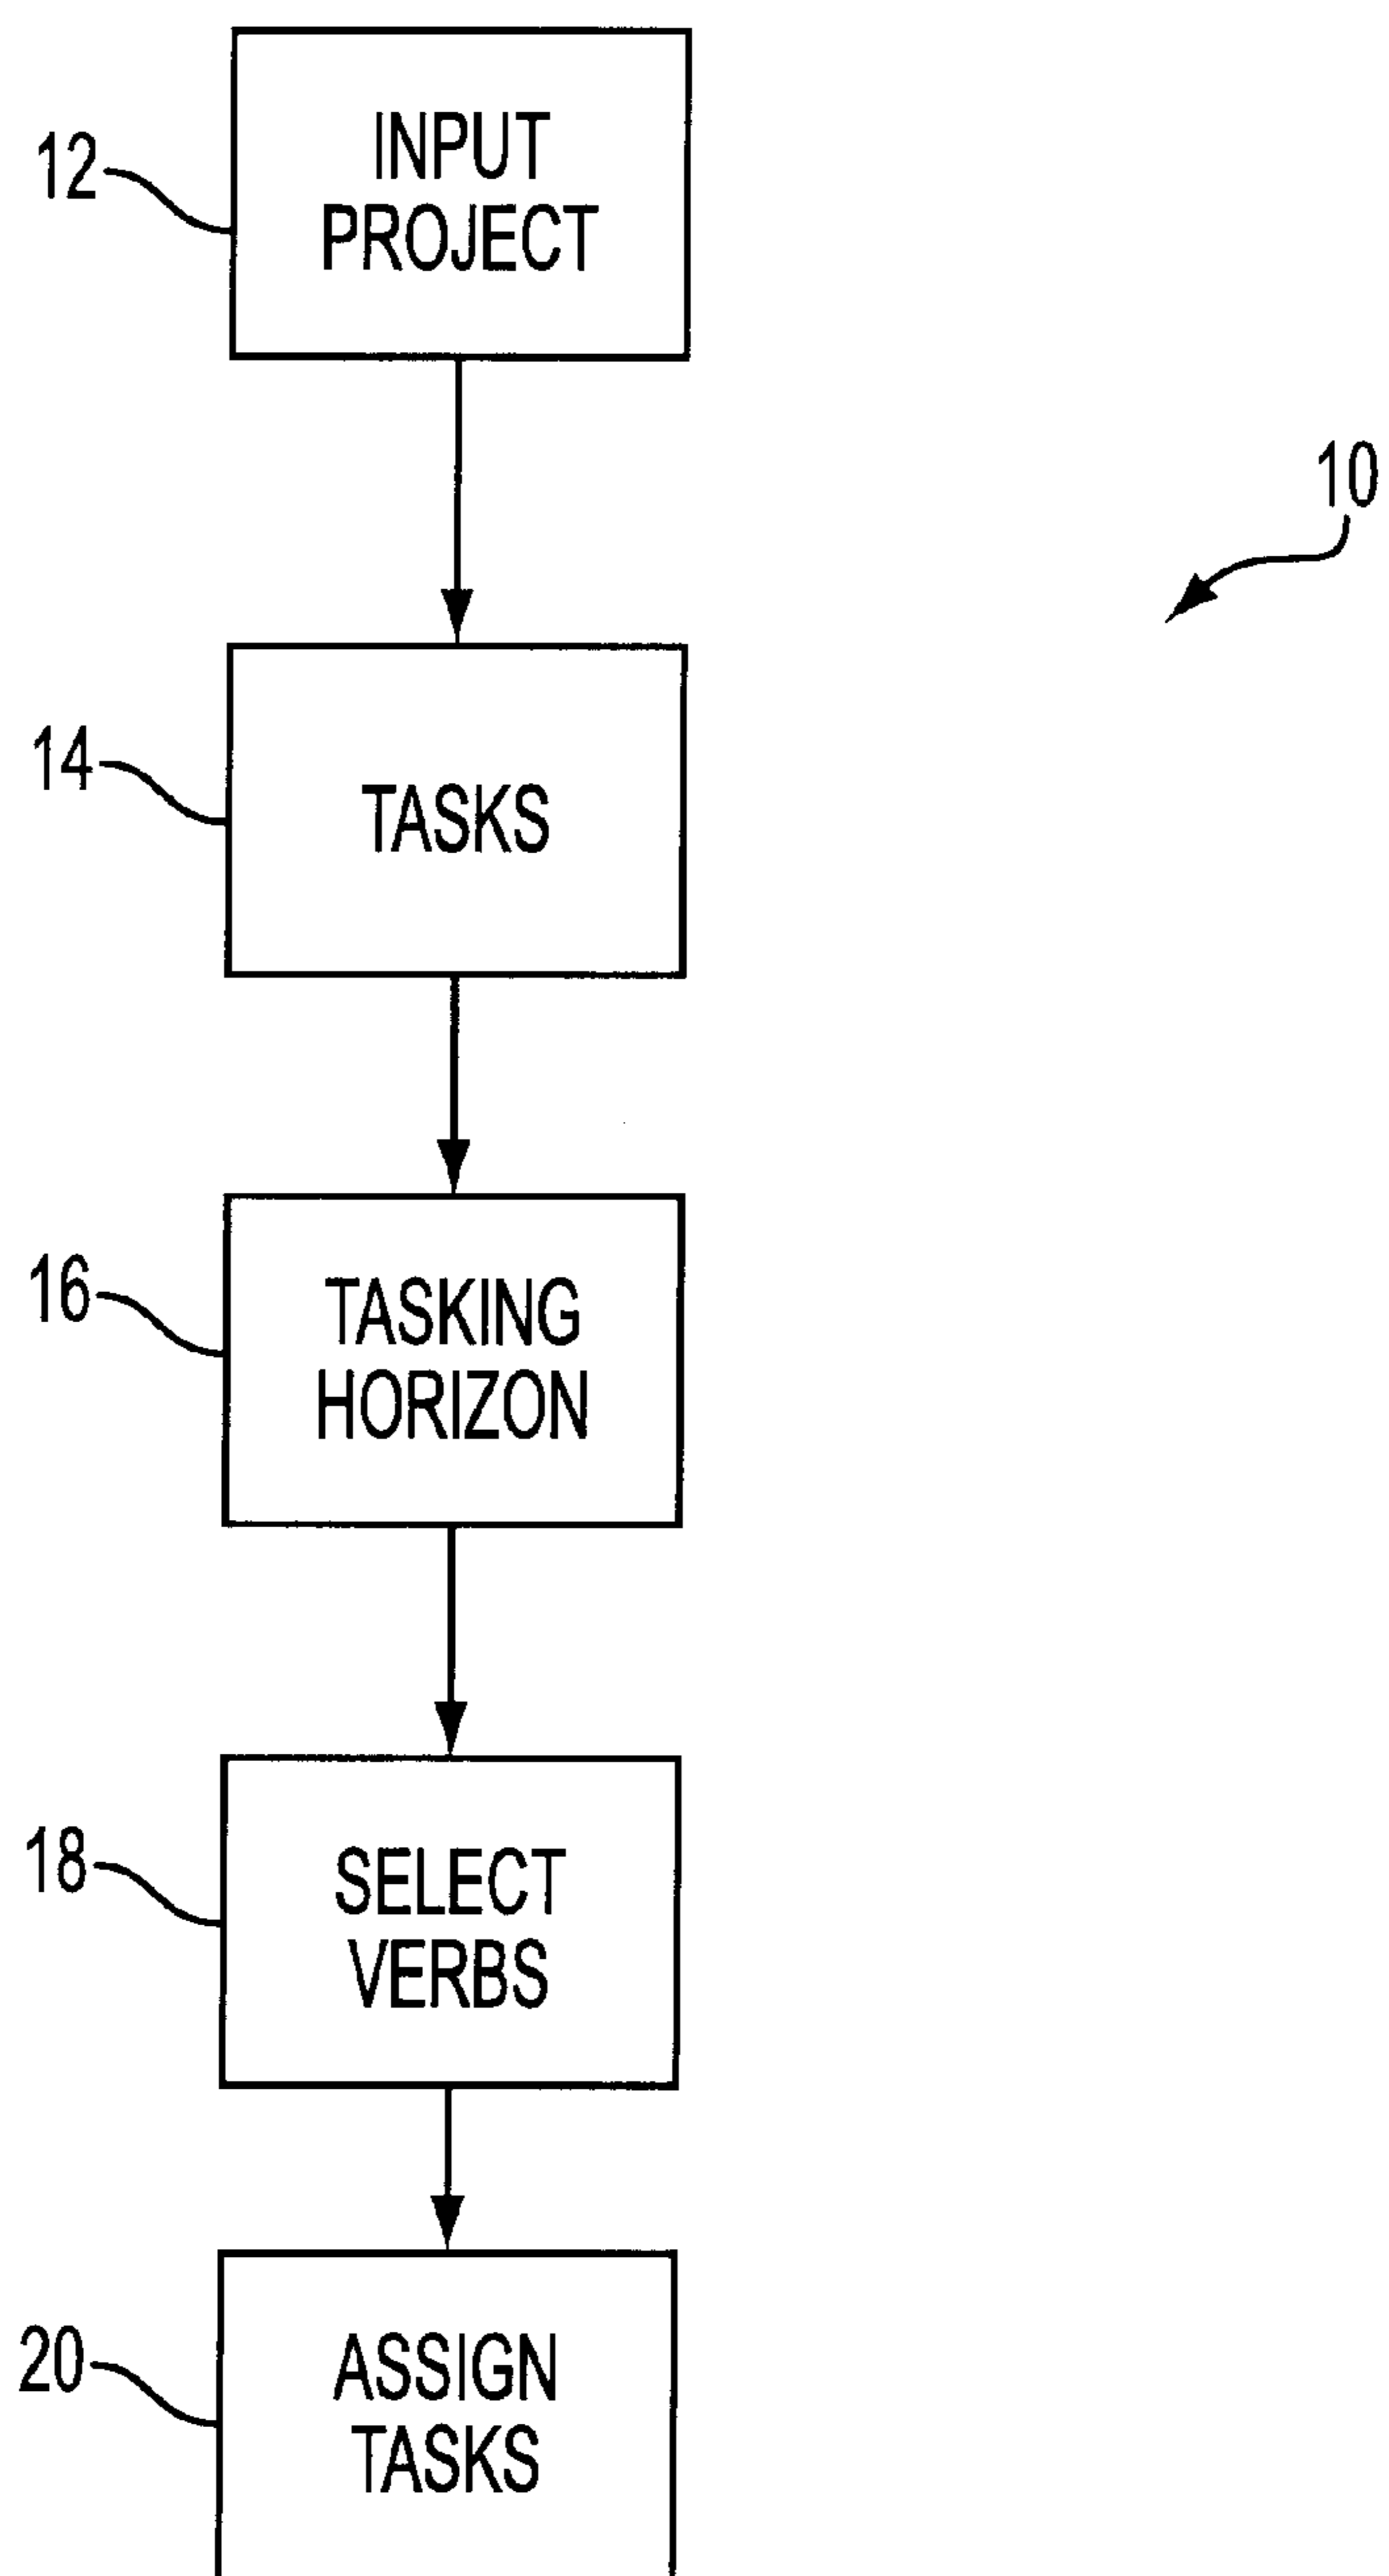 12
INPUT
PROJECT
10
14
TASKS
16
TASKING
HORIZON
18
SELECT
VERBS
20
ASSIGN
TASKS